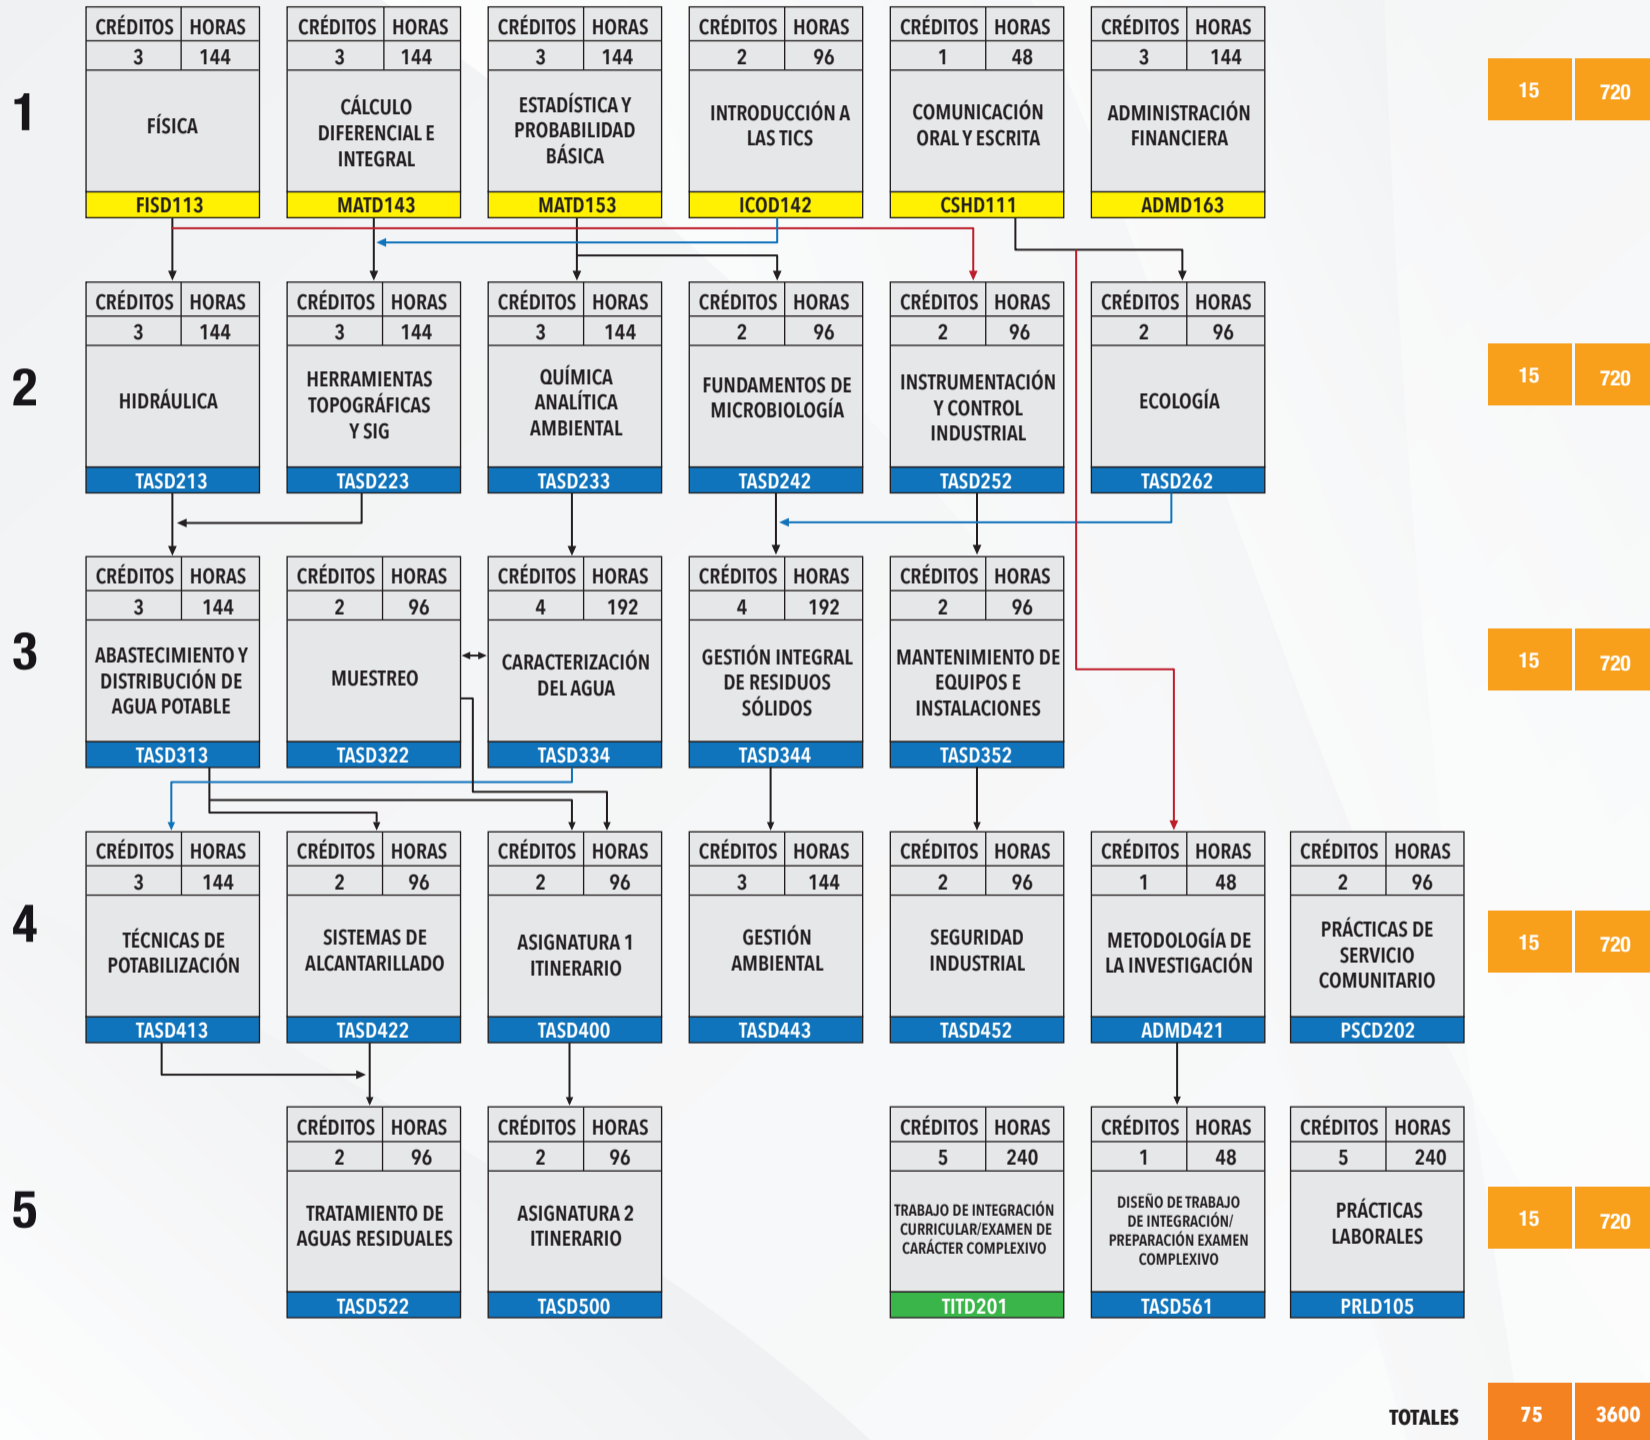 CRÉDITOS HORAS CRÉDITOS HORAS CRÉDITOS HORAS CRÉDITOS HORAS CRÉDITOS HORAS CRÉDITOS HORAS
3 144 3 144 3 144 2 96 1 48 3 144
1
FÍSICA
CÁLCULO
DIFERENCIAL E
INTEGRAL
ESTADÍSTICA Y
PROBABILIDAD
BÁSICA
INTRODUCCIÓN A
LAS TICS
COMUNICACIÓN
ORAL Y ESCRITA
ADMINISTRACIÓN
FINANCIERA
15 720
FISD113 MATD143 MATD153 ICOD142 CSHD111 ADMD163
CRÉDITOS HORAS CRÉDITOS HORAS CRÉDITOS HORAS CRÉDITOS HORAS CRÉDITOS HORAS CRÉDITOS HORAS
3 144 3 144 3 144 2 96 2 96 2 96
2
HIDRÁULICA
HERRAMIENTAS
TOPOGRÁFICAS
Y SIG
QUÍMICA
ANALÍTICA
AMBIENTAL
FUNDAMENTOS DE
MICROBIOLOGÍA
INSTRUMENTACIÓN
Y CONTROL
INDUSTRIAL
ECOLOGÍA
15 720
TASD213 TASD223 TASD233 TASD242 TASD252 TASD262
CRÉDITOS HORAS CRÉDITOS HORAS CRÉDITOS HORAS CRÉDITOS HORAS CRÉDITOS HORAS
3 144 2 96 4 192 4 192 2 96
3
ABASTECIMIENTO Y
DISTRIBUCIÓN DE
AGUA POTABLE
MUESTREO
CARACTERIZACIÓN
DEL AGUA
GESTIÓN INTEGRAL
DE RESIDUOS
SÓLIDOS
MANTENIMIENTO DE
EQUIPOS E
INSTALACIONES
15 720
TASD313 TASD322 TASD334 TASD344 TASD352
CRÉDITOS HORAS CRÉDITOS HORAS CRÉDITOS HORAS CRÉDITOS HORAS CRÉDITOS HORAS CRÉDITOS HORAS CRÉDITOS HORAS
3 144 2 96 2 96 3 144 2 96 1 48 2 96
4
TÉCNICAS DE
POTABILIZACIÓN
SISTEMAS DE
ALCANTARILLADO
ASIGNATURA 1
ITINERARIO
GESTIÓN
AMBIENTAL
SEGURIDAD
INDUSTRIAL
METODOLOGÍA DE
LA INVESTIGACIÓN
PRÁCTICAS DE
SERVICIO
COMUNITARIO
15 720
TASD413 TASD422 TASD400 TASD443 TASD452 ADMD421 PSCD202
CRÉDITOS HORAS CRÉDITOS HORAS CRÉDITOS HORAS CRÉDITOS HORAS CRÉDITOS HORAS
2 96 2 96 5 240 1 48 5 240
5
TRATAMIENTO DE
AGUAS RESIDUALES
ASIGNATURA 2
ITINERARIO
TRABAJO DE INTEGRACIÓN
CURRICULAR/EXAMEN DE
CARÁCTER COMPLEXIVO
DISEÑO DE TRABAJO
DE INTEGRACIÓN/
PREPARACIÓN EXAMEN
COMPLEXIVO
PRÁCTICAS
LABORALES
15 720
TASD522 TASD500 TITD201 TASD561 PRLD105
TOTALES 75 3600